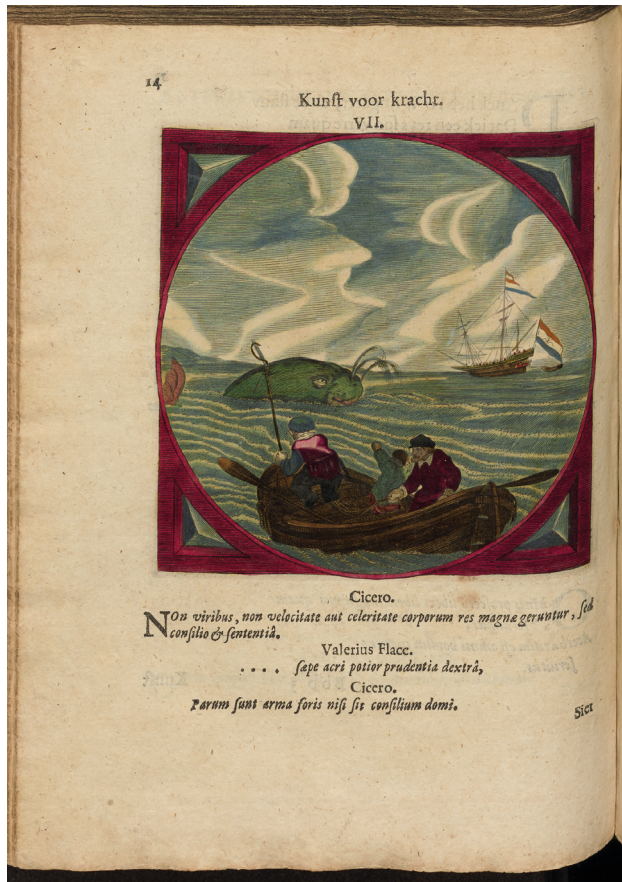 14
Kunſt voor kracht.
VII.
Cicero.
NOn viribus, non velocitate aut celeritate corporum res magnæ geruntur, ſed
conſilio & ſententiâ.
Valerius Flacc.
. . . . ſæpe acri potior prudentia dextrâ,
Cicero.
Parum ſunt arma foris niſi ſit conſilium domi.
Siet